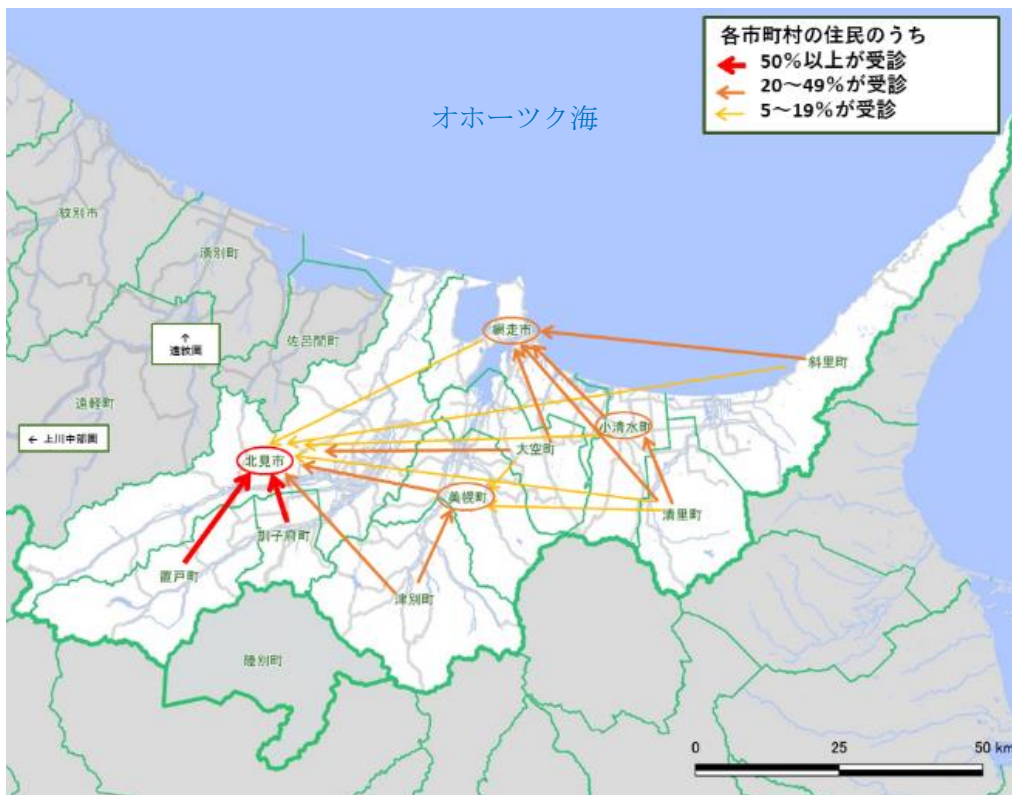 各市町村の住民のうち
50%以上が受診
20～49%が受診
5～19%が受診
オホーツク海
紋別市
湧別町
↑
遠紋圏
佐呂間町
網走市
斜里町
遠軽町
← 上川中部圏
小清水町
大空町
北見市
美幌町
清里町
訓子府町
置戸町
津別町
陸別町
0 25 50 km